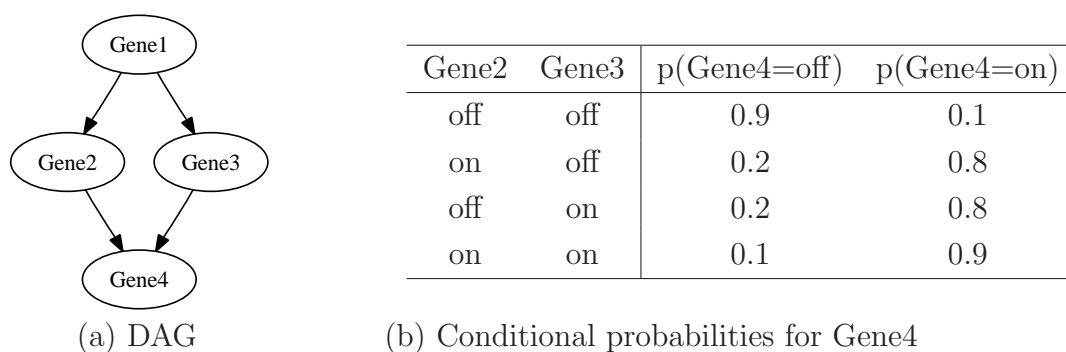 Gene1
Gene2 Gene3
Gene4
(a) DAG
Gene2 Gene3 p(Gene4=off) p(Gene4=on)
off off 0.9 0.1
on off 0.2 0.8
off on 0.2 0.8
on on 0.1 0.9
(b) Conditional probabilities for Gene4